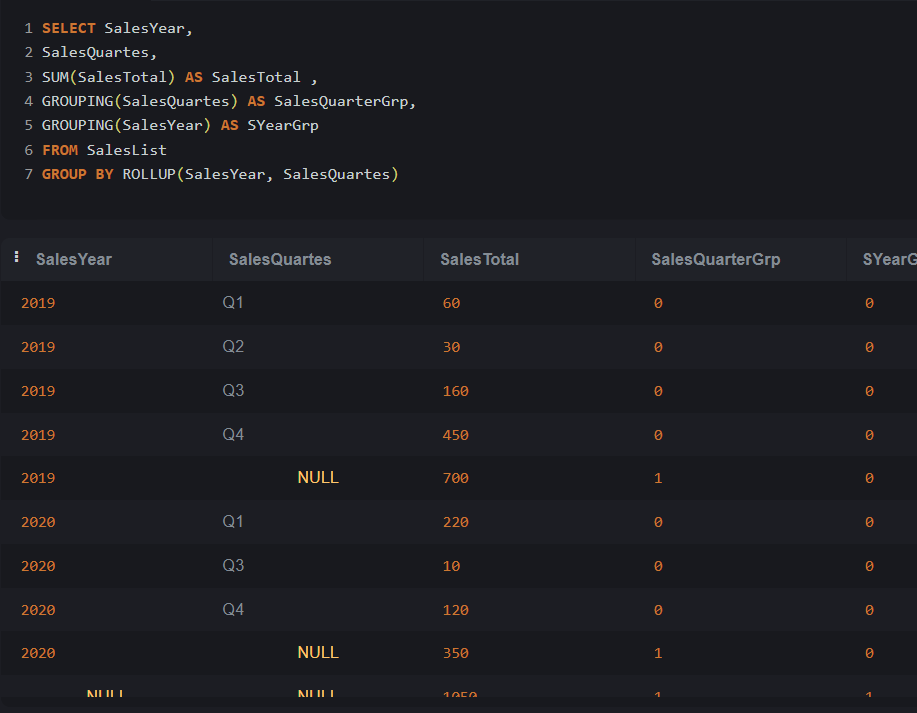 1 SELECT SalesYear,
2 SalesQuartes,
3 SUM(SalesTotal) AS SalesTotal ,
4 GROUPING(SalesQuartes) AS SalesQuarterGrp,
5 GROUPING(SalesYear) AS SYearGrp
6 FROM SalesList
7 GROUP BY ROLLUP(SalesYear, SalesQuartes)
SalesYear SalesQuartes SalesTotal SalesQuarterGrp SYearG
2019 Q1 60 0 0
2019 Q2 30 0 0
2019 Q3 160 0 0
2019 Q4 450 0 0
2019 NULL 700 1 0
2020 Q1 220 0 0
2020 Q3 10 0 0
2020 Q4 120 0 0
2020 NULL 350 1 0
NULL NULL 1050 1 1